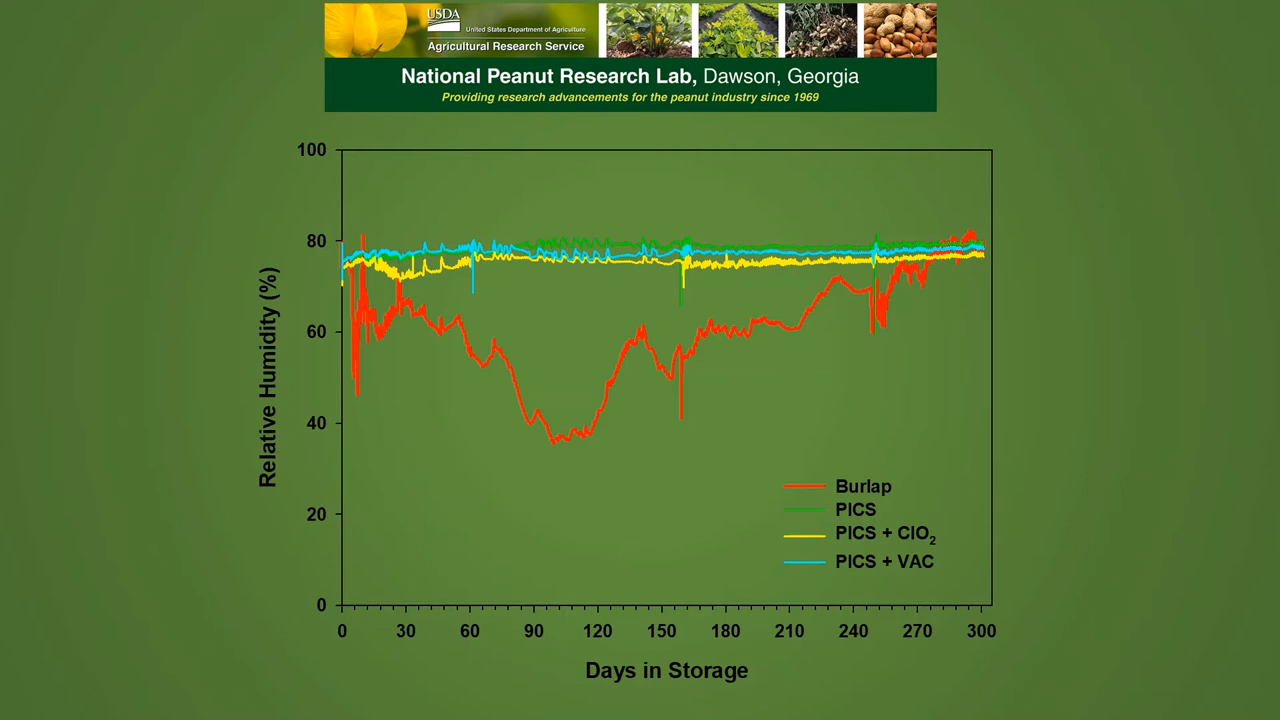 USDA
United States Department of Agriculture
Agricultural Research Service
National Peanut Research Lab, Dawson, Georgia
Providing research advancements for the peanut industry since 1969
100
80
60
40
20
0
Relative Humidity (%)
Burlap
PICS
PICS + ClO₂
PICS + VAC
0 30 60 90 120 150 180 210 240 270 300
Days in Storage